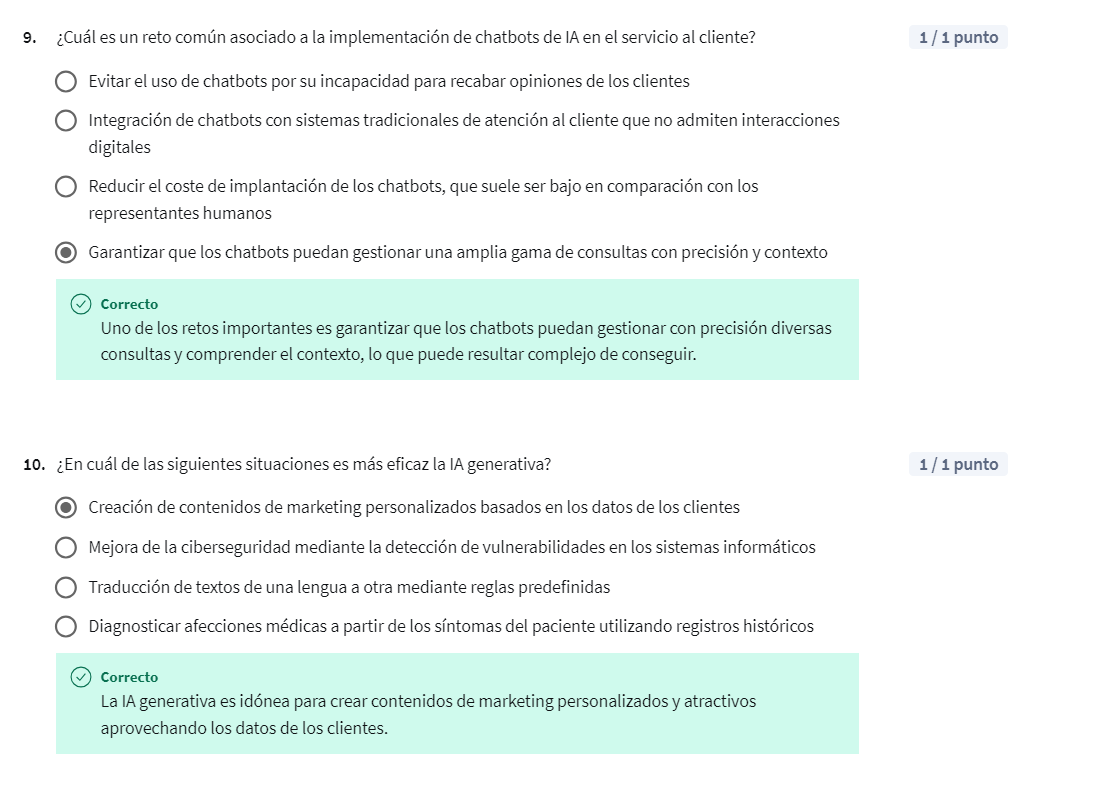 9. ¿Cuál es un reto común asociado a la implementación de chatbots de IA en el servicio al cliente?
1 / 1 punto
Evitar el uso de chatbots por su incapacidad para recabar opiniones de los clientes
Integración de chatbots con sistemas tradicionales de atención al cliente que no admiten interacciones
digitales
Reducir el coste de implantación de los chatbots, que suele ser bajo en comparación con los
representantes humanos
Garantizar que los chatbots puedan gestionar una amplia gama de consultas con precisión y contexto
Correcto
Uno de los retos importantes es garantizar que los chatbots puedan gestionar con precisión diversas
consultas y comprender el contexto, lo que puede resultar complejo de conseguir.
10. ¿En cuál de las siguientes situaciones es más eficaz la IA generativa?
1 / 1 punto
Creación de contenidos de marketing personalizados basados en los datos de los clientes
Mejora de la ciberseguridad mediante la detección de vulnerabilidades en los sistemas informáticos
Traducción de textos de una lengua a otra mediante reglas predefinidas
Diagnosticar afecciones médicas a partir de los síntomas del paciente utilizando registros históricos
Correcto
La IA generativa es idónea para crear contenidos de marketing personalizados y atractivos
aprovechando los datos de los clientes.